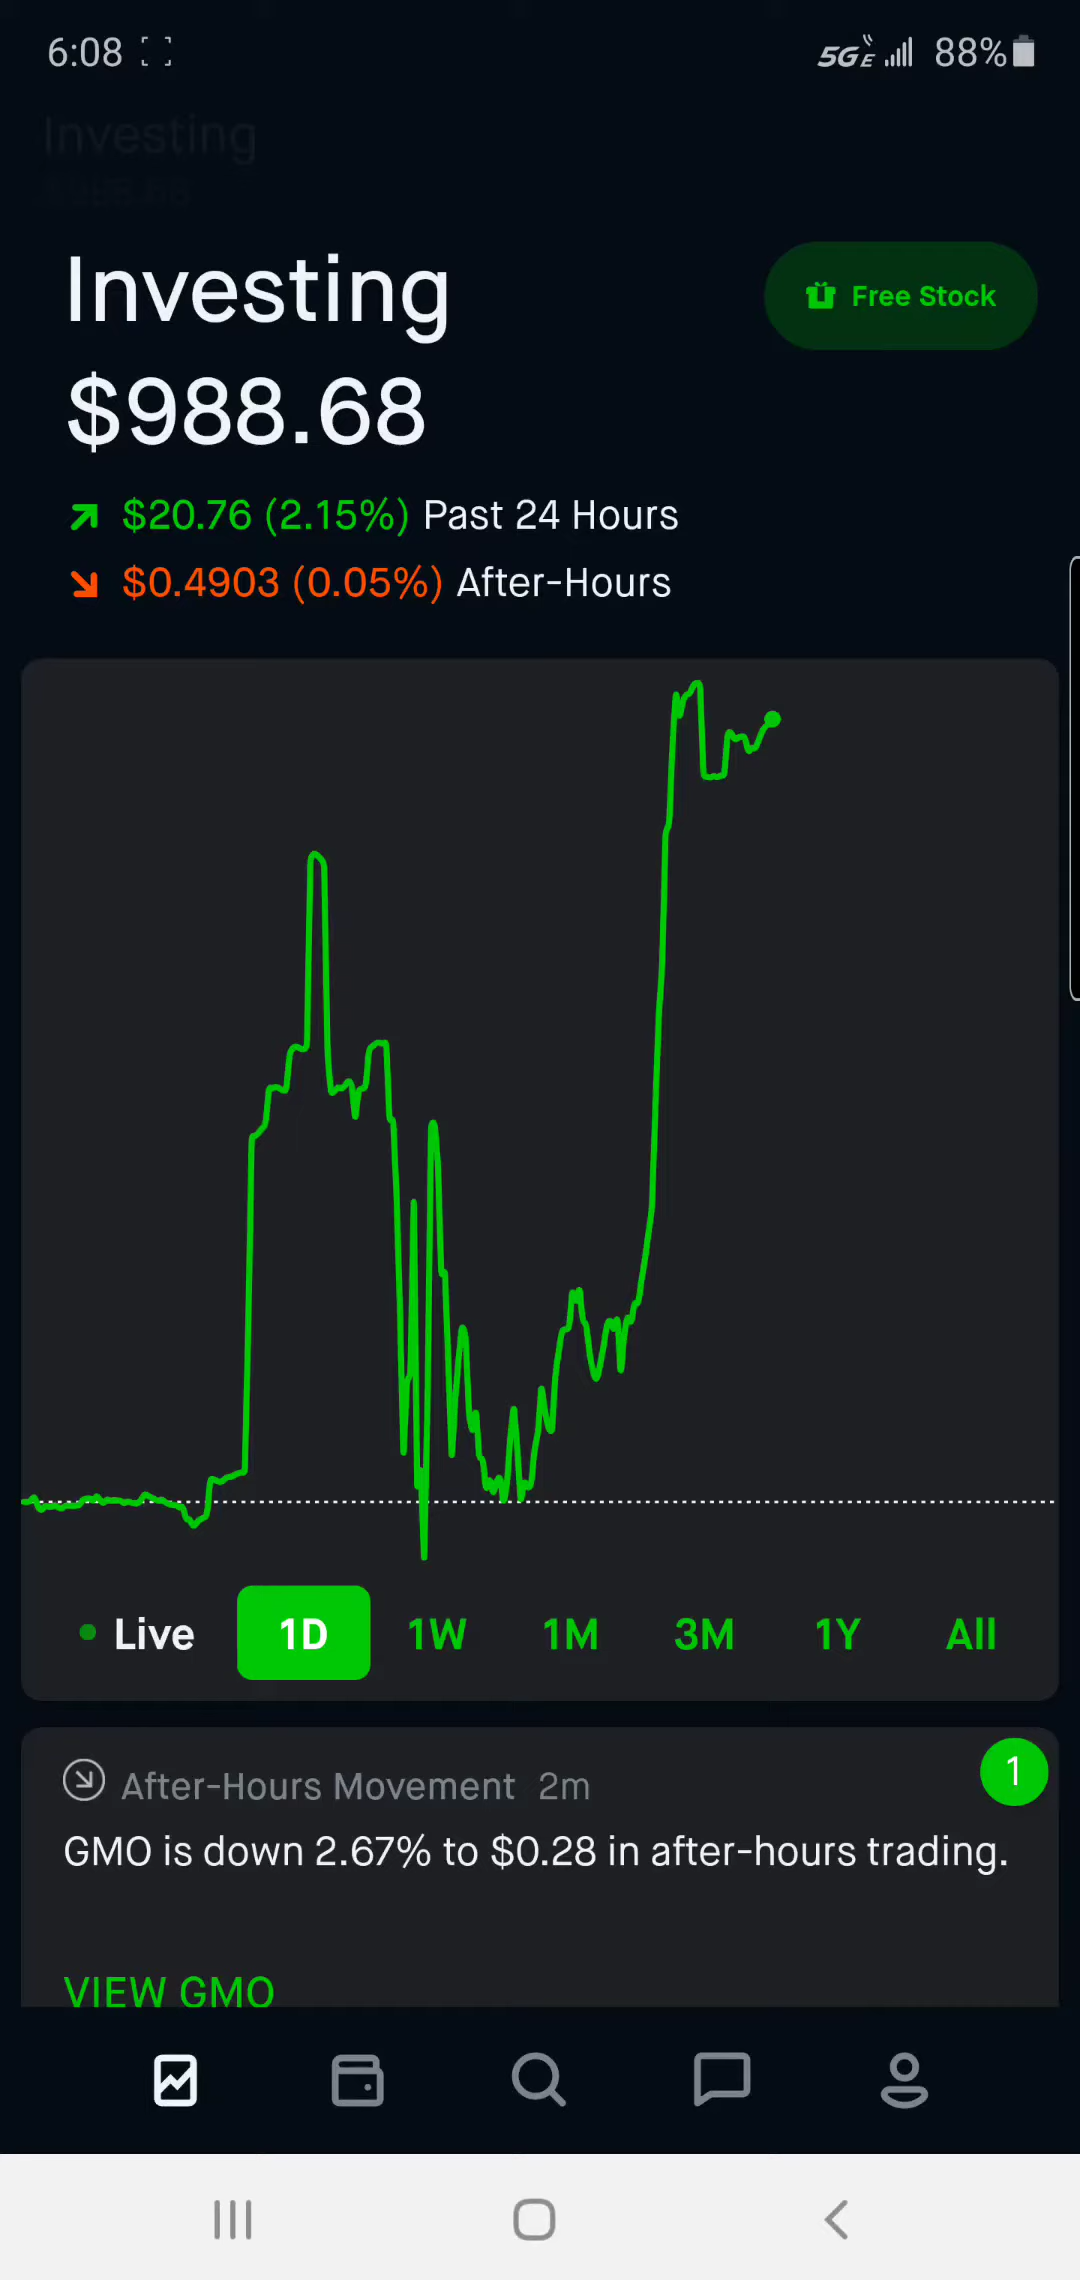 6:08 5GE 88%
Investing
Investing
Free Stock
$988.68
$20.76 (2.15%) Past 24 Hours
$0.4903 (0.05%) After-Hours
Live 1D 1W 1M 3M 1Y All
After-Hours Movement 2m
1
GMO is down 2.67% to $0.28 in after-hours trading.
VIEW GMO